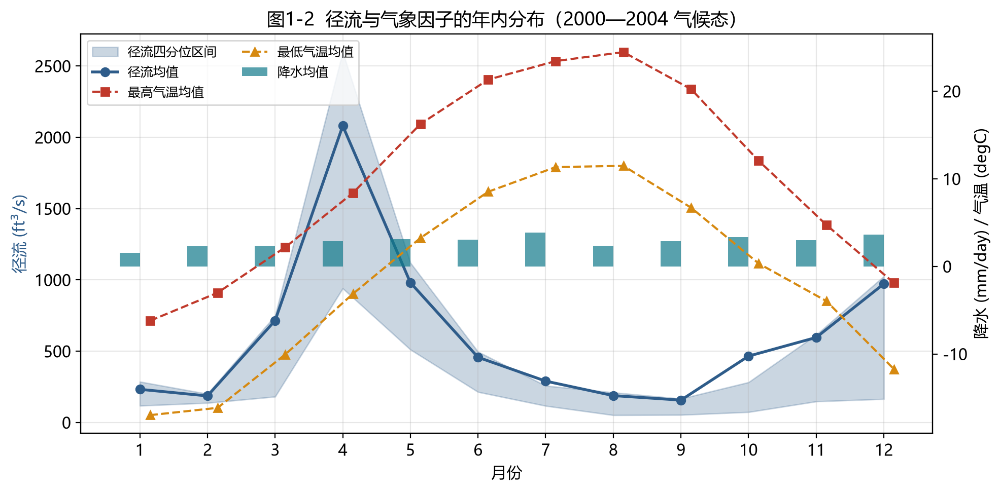 图1-2 径流与气象因子的年内分布（2000—2004 气候态）
径流四分位区间
径流均值
最高气温均值
最低气温均值
降水均值
径流 (ft³/s)
2500
2000
1500
1000
500
0
20
10
0
-10
降水 (mm/day) / 气温 (degC)
1 2 3 4 5 6 7 8 9 10 11 12
月份